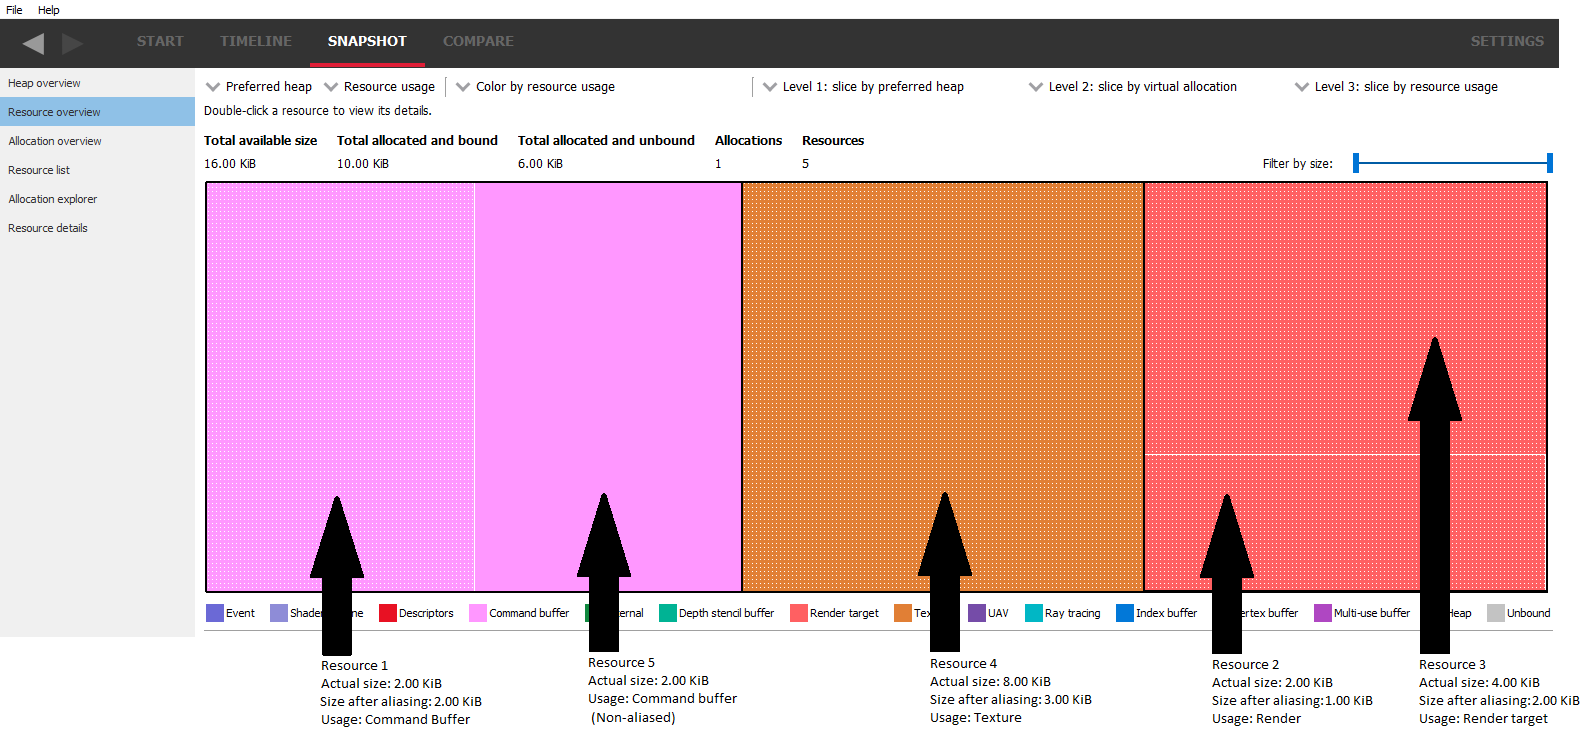 File Help
START TIMELINE SNAPSHOT COMPARE SETTINGS
Heap overview
Resource overview
Allocation overview
Resource list
Allocation explorer
Resource details
Preferred heap Resource usage Color by resource usage Level 1: slice by preferred heap Level 2: slice by virtual allocation Level 3: slice by resource usage
Double-click a resource to view its details.
Total available size Total allocated and bound Total allocated and unbound Allocations Resources
16.00 KiB 10.00 KiB 6.00 KiB 1 5
Filter by size:
Event Shader ne Descriptors Command buffer ernal Depth stencil buffer Render target Tex UAV Ray tracing Index buffer ertex buffer Multi-use buffer Heap Unbound
Resource 1
Actual size: 2.00 KiB
Size after aliasing: 2.00 KiB
Usage: Command Buffer
Resource 5
Actual size: 2.00 KiB
Usage: Command buffer
(Non-aliased)
Resource 4
Actual size: 8.00 KiB
Size after aliasing: 3.00 KiB
Usage: Texture
Resource 2
Actual size: 2.00 KiB
Size after aliasing: 1.00 KiB
Usage: Render
Resource 3
Actual size: 4.00 KiB
Size after aliasing: 2.00 KiB
Usage: Render target